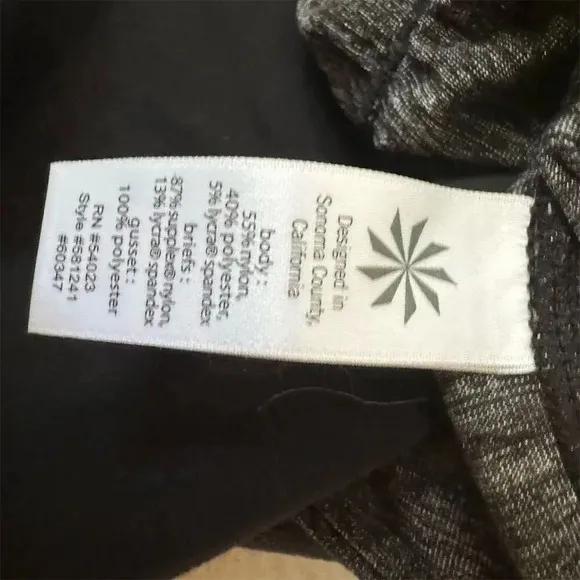 Designed in
Sonoma County,
California
body:
55% nylon,
40% polyester,
5% lycra®spandex
briefs:
87% supplex®nylon,
13% lycra®spandex
gusset:
100% polyester
RN #54023
Style #581241
#60347